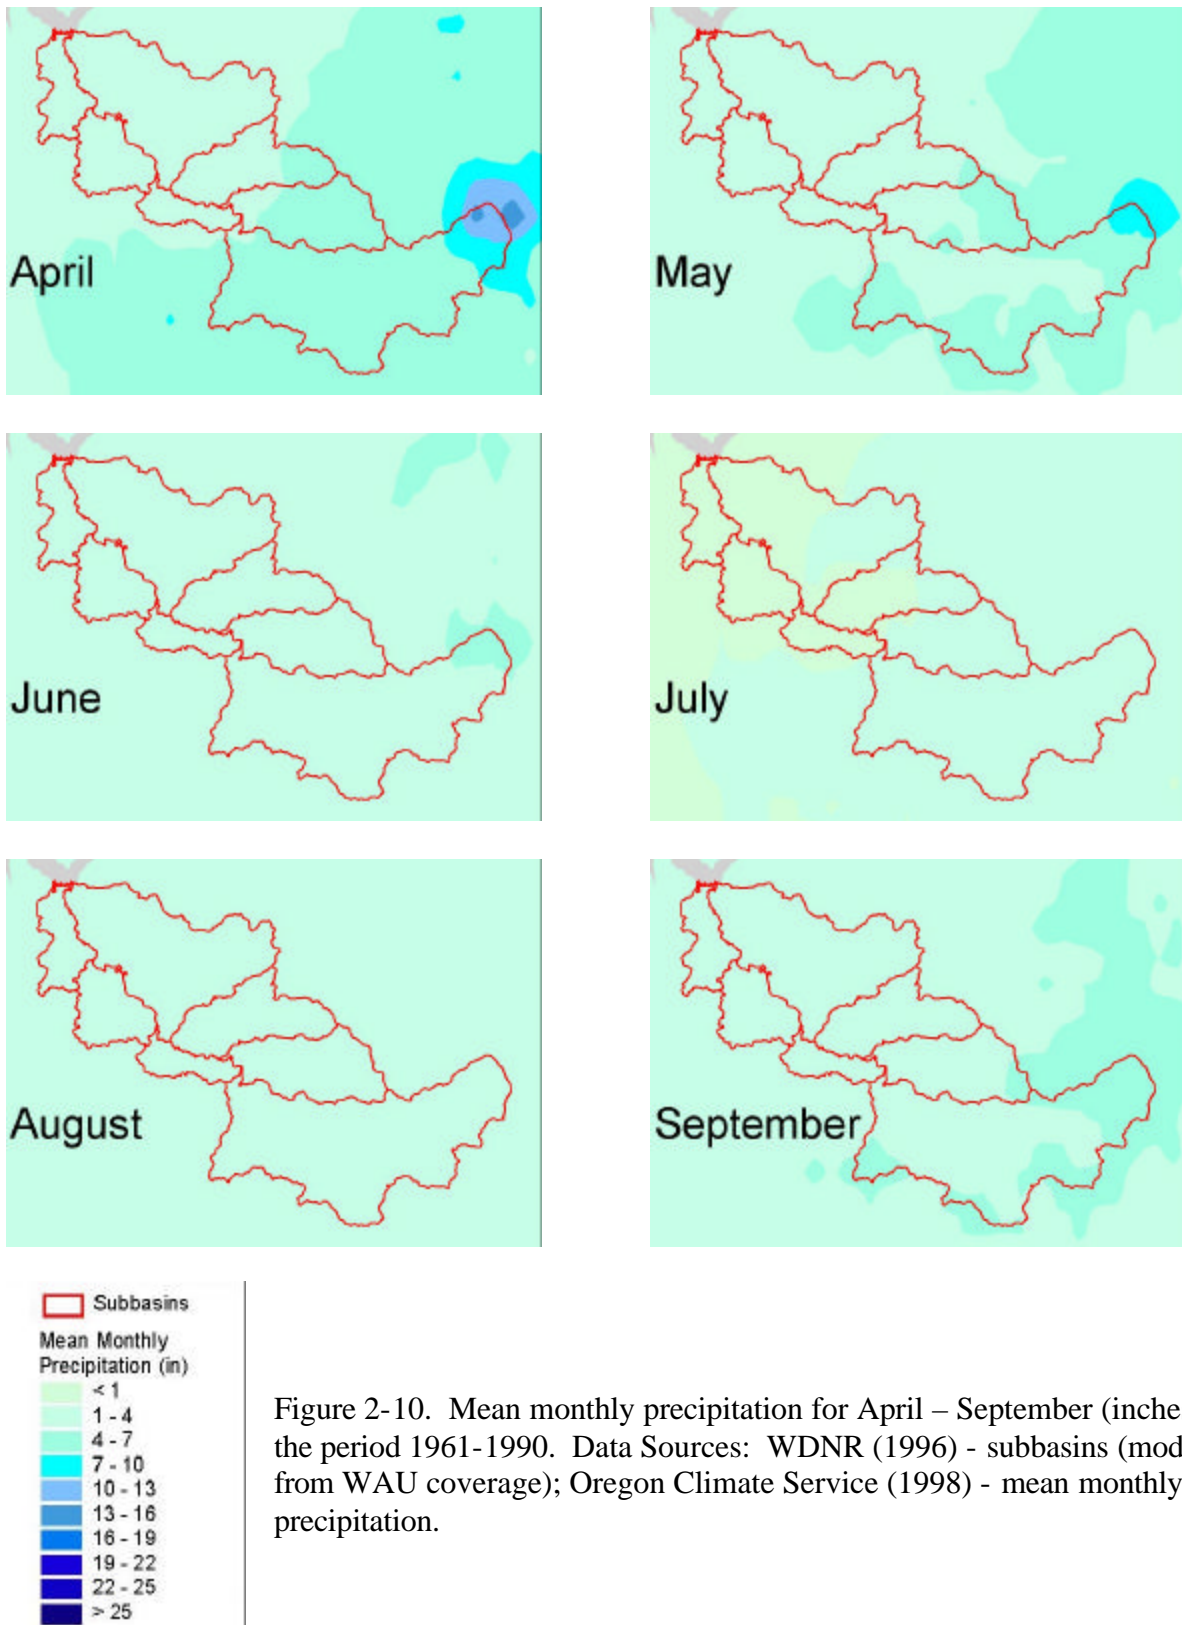 April
May
June
July
August
September
Subbasins
Mean Monthly
Precipitation (in)
< 1
1 - 4
4 - 7
7 - 10
10 - 13
13 - 16
16 - 19
19 - 22
22 - 25
> 25
Figure 2-10. Mean monthly precipitation for April – September (inche
the period 1961-1990. Data Sources: WDNR (1996) - subbasins (mod
from WAU coverage); Oregon Climate Service (1998) - mean monthly
precipitation.